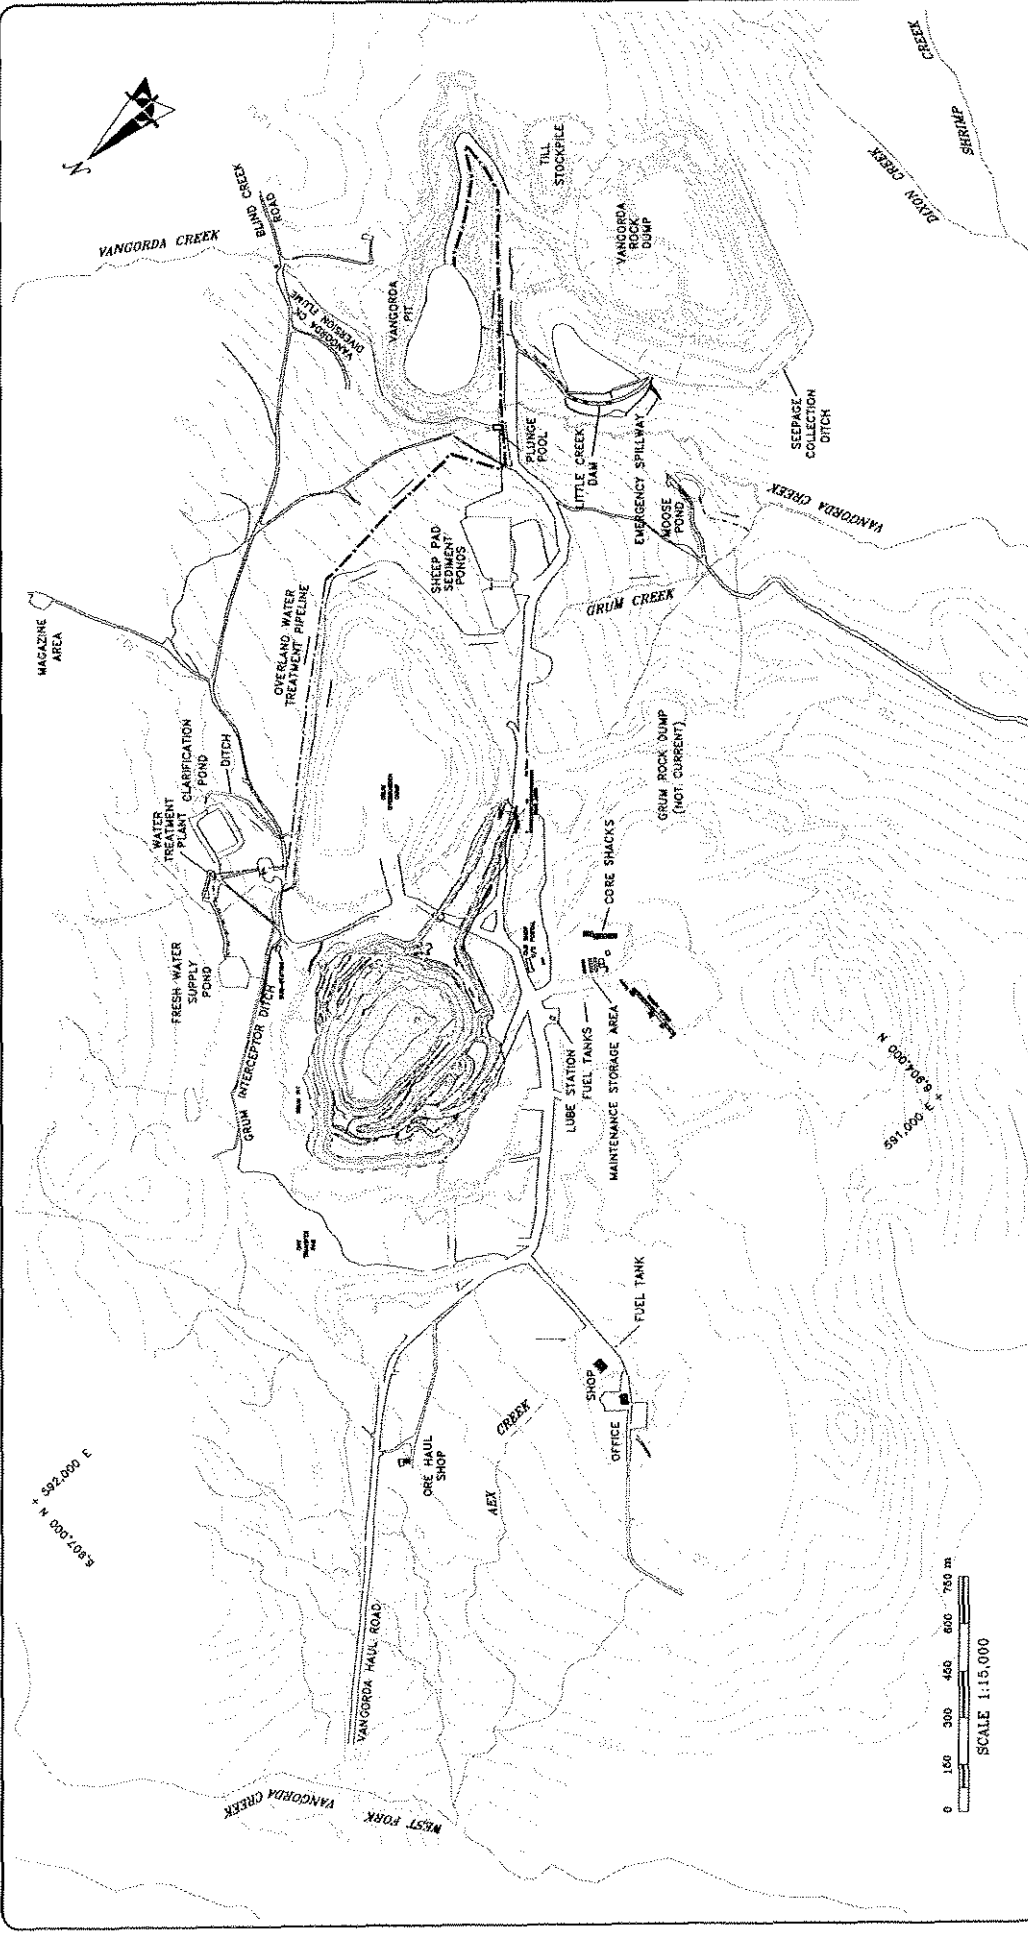 N
MAGAZINE
AREA
VANGORDA CREEK
BLIND CREEK
ROAD
VANGORDA CK
DIVERSION FLUME
VANGORDA
PIT
TILL
STOCKPILE
VANGORDA
ROCK
DUMP
DIXON CREEK
SHRIMP CREEK
SEEPAGE
COLLECTION
DITCH
PLUNGE
POOL
LITTLE CREEK
DAM
EMERGENCY SPILLWAY
MOOSE
POND
VANGORDA CREEK
GRUM CREEK
SHEEP PAD
SEDIMENT
PONDS
OVERLAND WATER
TREATMENT PIPELINE
CLARIFICATION
POND
DITCH
WATER
TREATMENT
PLANT
FRESH WATER
SUPPLY
POND
GRUM INTERCEPTOR DITCH
GRUM ROCK DUMP
(NOT CURRENT)
CORE SHACKS
LUBE STATION
FUEL TANKS
MAINTENANCE STORAGE AREA
591,000 E
6,904,000 N
FUEL TANK
SHOP
OFFICE
ORE HAUL
SHOP
AEX CREEK
VANGORDA HAUL ROAD
WEST FORK VANGORDA CREEK
592,000 E
6,907,000 N
0 150 300 450 600 750 m
SCALE 1:15,000